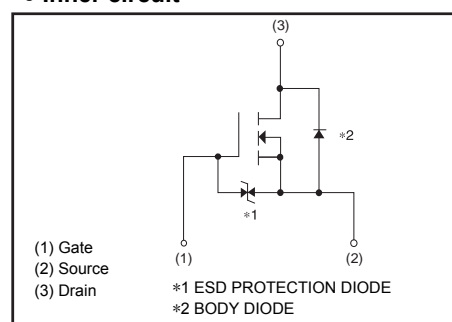 • Inner circuit
(3)
∗2
∗1
(1) Gate
(2) Source
(3) Drain
(1)
(2)
∗1 ESD PROTECTION DIODE
∗2 BODY DIODE